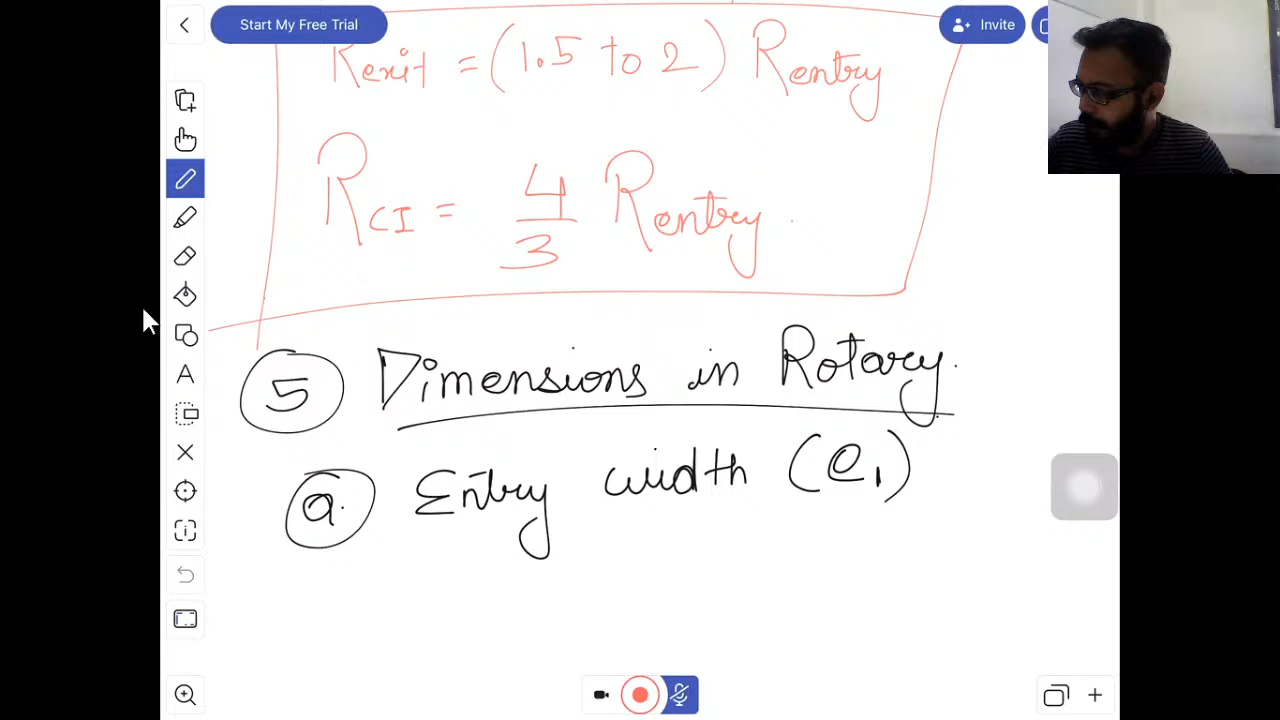 Start My Free Trial
Invite
Rexit = (1.5 to 2) Rentry
RCI = 4/3 Rentry
5 Dimensions in Rotary.
a. Entry width (e1)
A